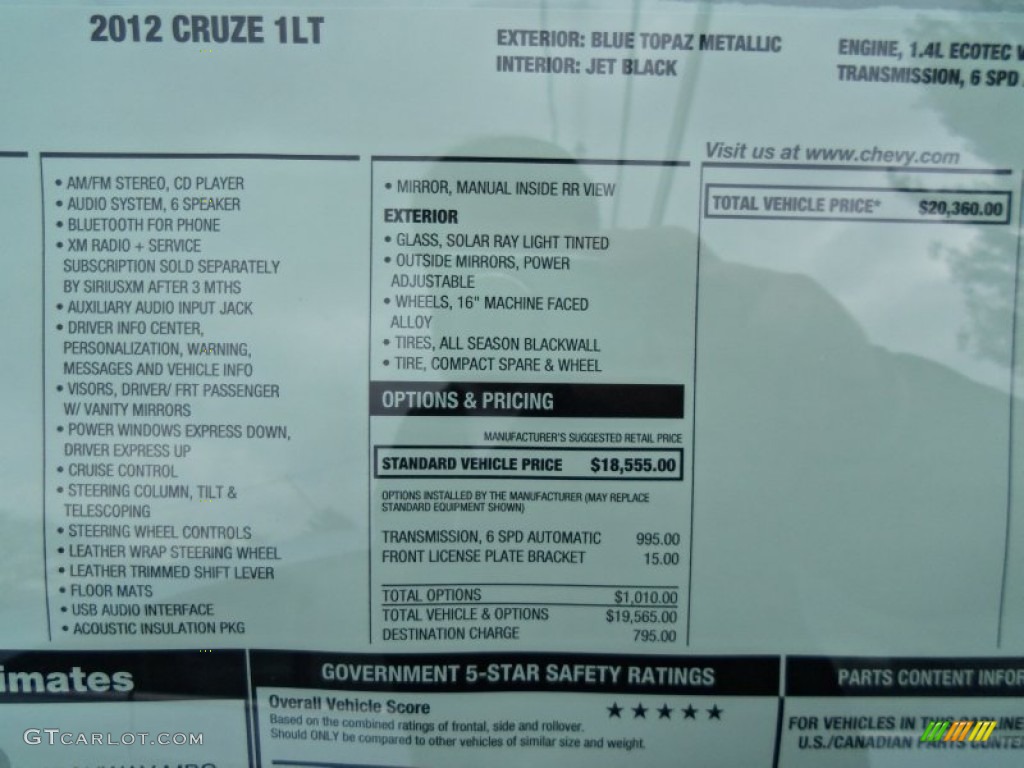 2012 CRUZE 1LT
EXTERIOR: BLUE TOPAZ METALLIC
INTERIOR: JET BLACK
ENGINE, 1.4L ECOTEC
TRANSMISSION, 6 SPD
• AM/FM STEREO, CD PLAYER
• AUDIO SYSTEM, 6 SPEAKER
• BLUETOOTH FOR PHONE
• XM RADIO + SERVICE
SUBSCRIPTION SOLD SEPARATELY
BY SIRIUSXM AFTER 3 MTHS
• AUXILIARY AUDIO INPUT JACK
• DRIVER INFO CENTER,
PERSONALIZATION, WARNING,
MESSAGES AND VEHICLE INFO
• VISORS, DRIVER/ FRT PASSENGER
W/ VANITY MIRRORS
• POWER WINDOWS EXPRESS DOWN,
DRIVER EXPRESS UP
• CRUISE CONTROL
• STEERING COLUMN, TILT &
TELESCOPING
• STEERING WHEEL CONTROLS
• LEATHER WRAP STEERING WHEEL
• LEATHER TRIMMED SHIFT LEVER
• FLOOR MATS
• USB AUDIO INTERFACE
• ACOUSTIC INSULATION PKG
• MIRROR, MANUAL INSIDE RR VIEW
EXTERIOR
• GLASS, SOLAR RAY LIGHT TINTED
• OUTSIDE MIRRORS, POWER
ADJUSTABLE
• WHEELS, 16" MACHINE FACED
ALLOY
• TIRES, ALL SEASON BLACKWALL
• TIRE, COMPACT SPARE & WHEEL
OPTIONS & PRICING
MANUFACTURER'S SUGGESTED RETAIL PRICE
STANDARD VEHICLE PRICE $18,555.00
OPTIONS INSTALLED BY THE MANUFACTURER (MAY REPLACE
STANDARD EQUIPMENT SHOWN)
TRANSMISSION, 6 SPD AUTOMATIC 995.00
FRONT LICENSE PLATE BRACKET 15.00
TOTAL OPTIONS $1,010.00
TOTAL VEHICLE & OPTIONS $19,565.00
DESTINATION CHARGE 795.00
Visit us at www.chevy.com
TOTAL VEHICLE PRICE* $20,360.00
imates
GOVERNMENT 5-STAR SAFETY RATINGS
Overall Vehicle Score ★★★★★
Based on the combined ratings of frontal, side and rollover.
Should ONLY be compared to other vehicles of similar size and weight.
PARTS CONTENT INFOR
FOR VEHICLES IN THIS CARLINE
U.S./CANADIAN PARTS CONTE
GTCARLOT.COM